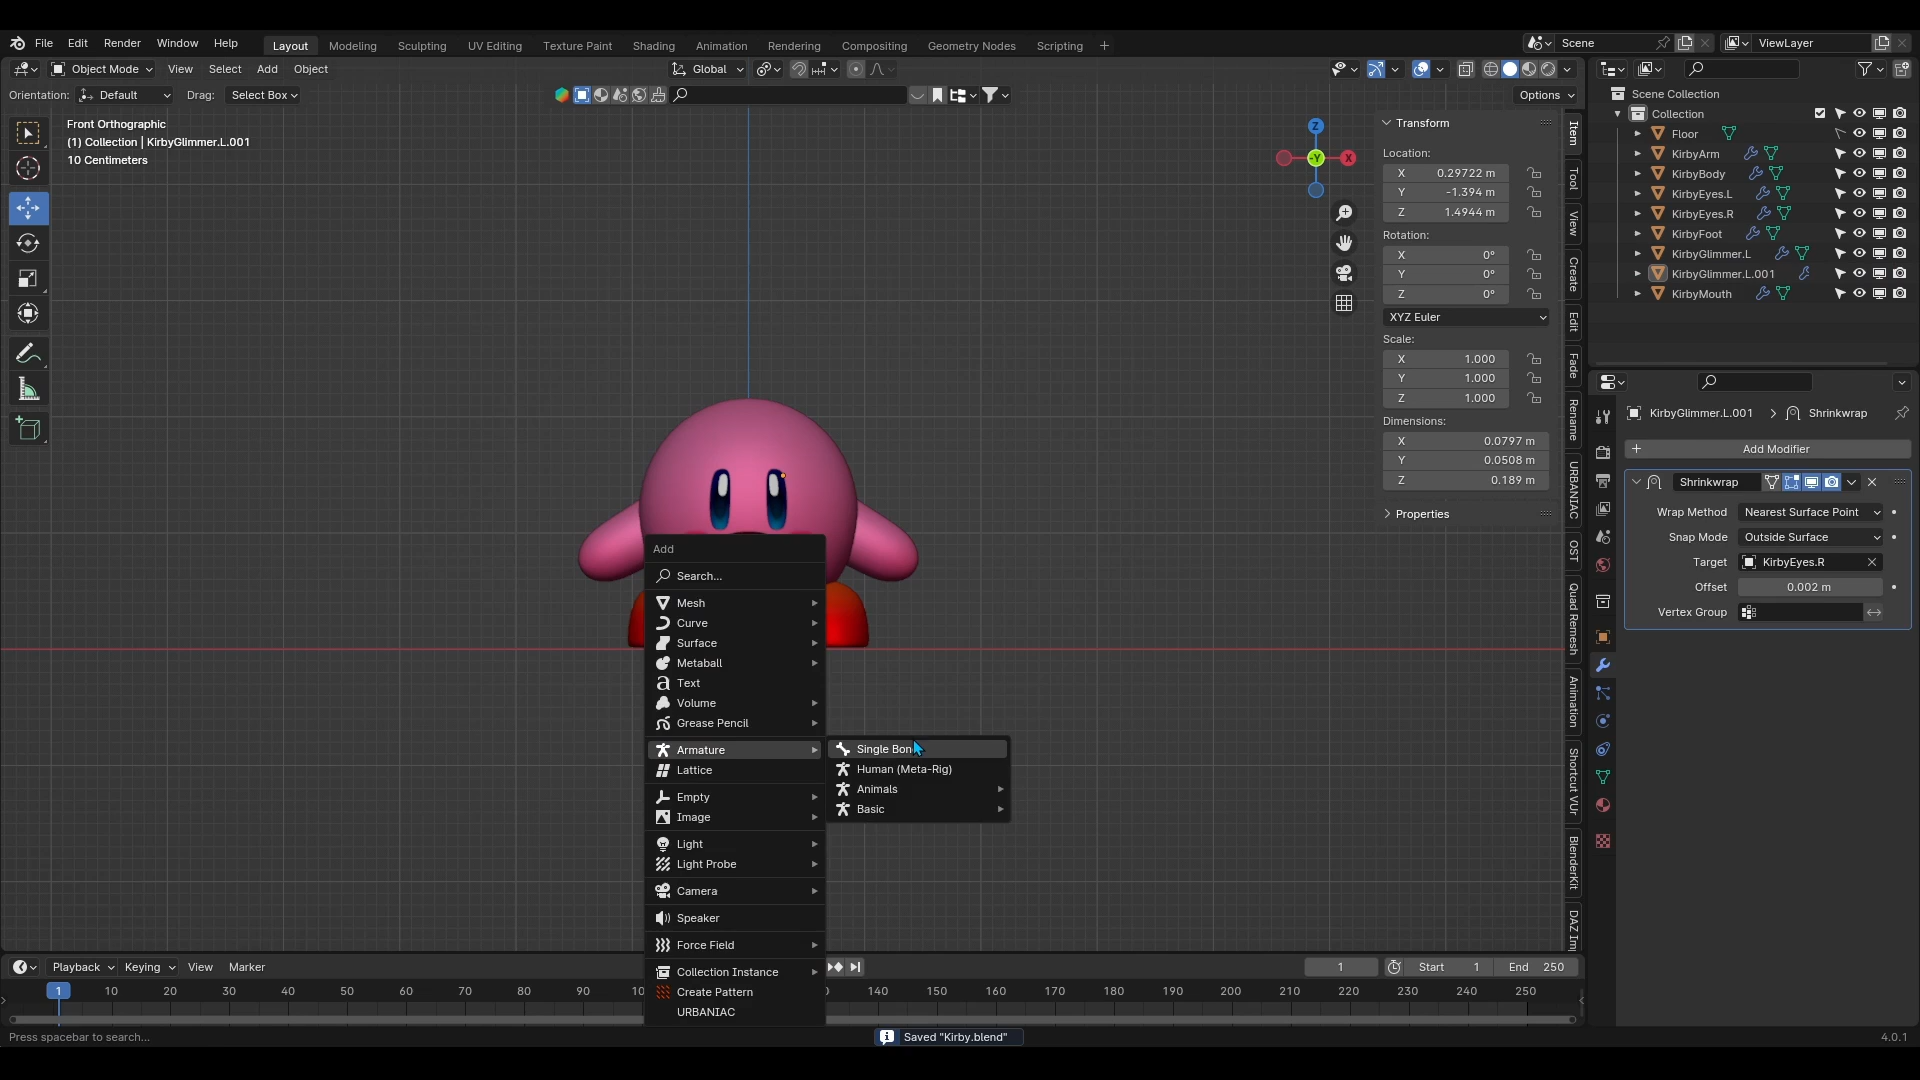 File Edit Render Window Help Layout Modeling Sculpting UV Editing Texture Paint Shading Animation Rendering Compositing Geometry Nodes Scripting + Scene ViewLayer
Object Mode View Select Add Object Global
Orientation: Default Drag: Select Box Options
Front Orthographic
(1) Collection | KirbyGlimmer.L.001
10 Centimeters
Z
-Y
X
Add
Search...
Mesh
Curve
Surface
Metaball
Text
Volume
Grease Pencil
Armature
Lattice
Empty
Image
Light
Light Probe
Camera
Speaker
Force Field
Collection Instance
Create Pattern
URBANIAC
Single Bon
Human (Meta-Rig)
Animals
Basic
Transform
Location:
X 0.29722 m
Y -1.394 m
Z 1.4944 m
Rotation:
X 0°
Y 0°
Z 0°
XYZ Euler
Scale:
X 1.000
Y 1.000
Z 1.000
Dimensions:
X 0.0797 m
Y 0.0508 m
Z 0.189 m
Properties
Item
Tool
View
Create
Edit
Fade
Rename
URBANIAC
OST
Quad Remesh
Animation
Shortcut VUr
BlenderKit
DAZ Im
Scene Collection
Collection
Floor
KirbyArm
KirbyBody
KirbyEyes.L
KirbyEyes.R
KirbyFoot
KirbyGlimmer.L
KirbyGlimmer.L.001
KirbyMouth
KirbyGlimmer.L.001 > Shrinkwrap
+ Add Modifier
Shrinkwrap
Wrap Method Nearest Surface Point
Snap Mode Outside Surface
Target KirbyEyes.R
Offset 0.002 m
Vertex Group
Playback Keying View Marker 1 Start 1 End 250
1 10 20 30 40 50 60 70 80 90 10 0 140 150 160 170 180 190 200 210 220 230 240 250
Press spacebar to search... Saved "Kirby.blend" 4.0.1